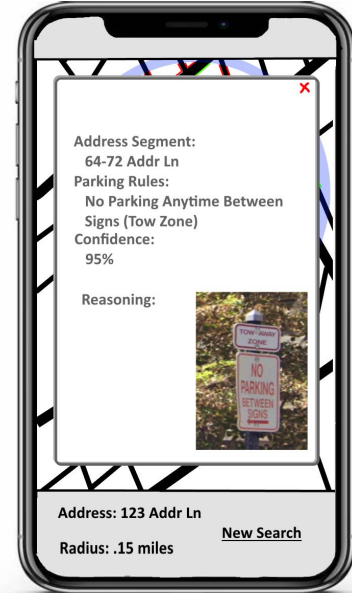 X
Address Segment:
64-72 Addr Ln
Parking Rules:
No Parking Anytime Between
Signs (Tow Zone)
Confidence:
95%
Reasoning:
TOW-AWAY
ZONE
NO
PARKING
BETWEEN
SIGNS
Address: 123 Addr Ln
New Search
Radius: .15 miles